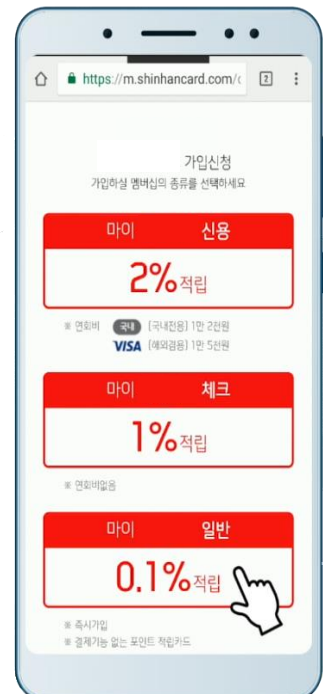 https://m.shinhancard.com/c
2
가입신청
가입하실 멤버십의 종류를 선택하세요
마이 신용
2%적립
※ 연회비 국내 [국내전용] 1만 2천원
VISA [해외겸용] 1만 5천원
마이 체크
1%적립
※ 연회비없음
마이 일반
0.1%적립
※ 즉시가입
※ 결제기능 없는 포인트 적립카드